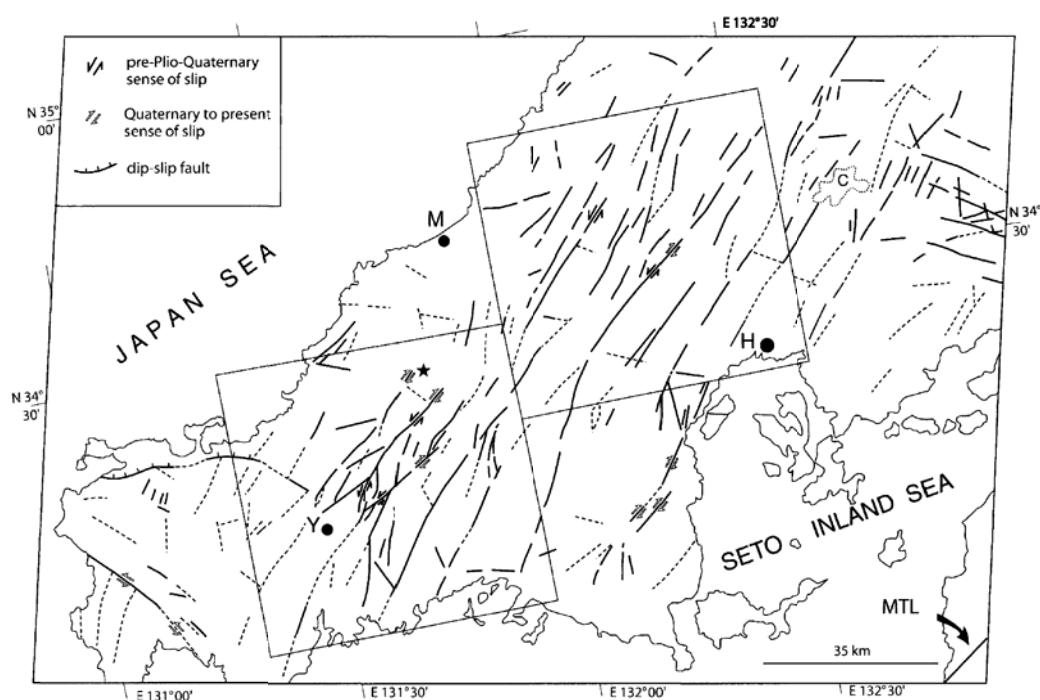 E 132°30'
pre-Plio-Quaternary
sense of slip
Quaternary to present
sense of slip
dip-slip fault
N 35°
00'
C
N 34°
30'
M
JAPAN SEA
H
N 34°
30'
Y
SETO INLAND SEA
MTL
35 km
E 131°00'
E 131°30'
E 132°00'
E 132°30'